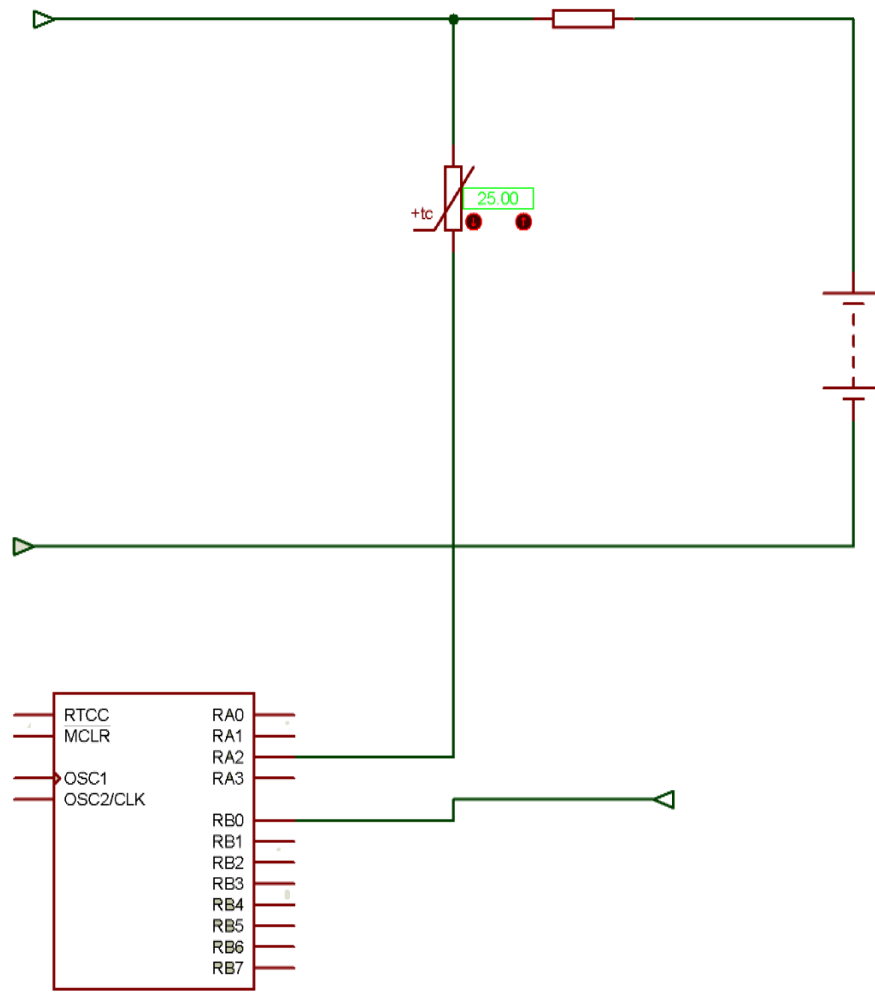 25.00
+tc
RTCC RA0
MCLR RA1
RA2
OSC1 RA3
OSC2/CLK
RB0
RB1
RB2
RB3
RB4
RB5
RB6
RB7